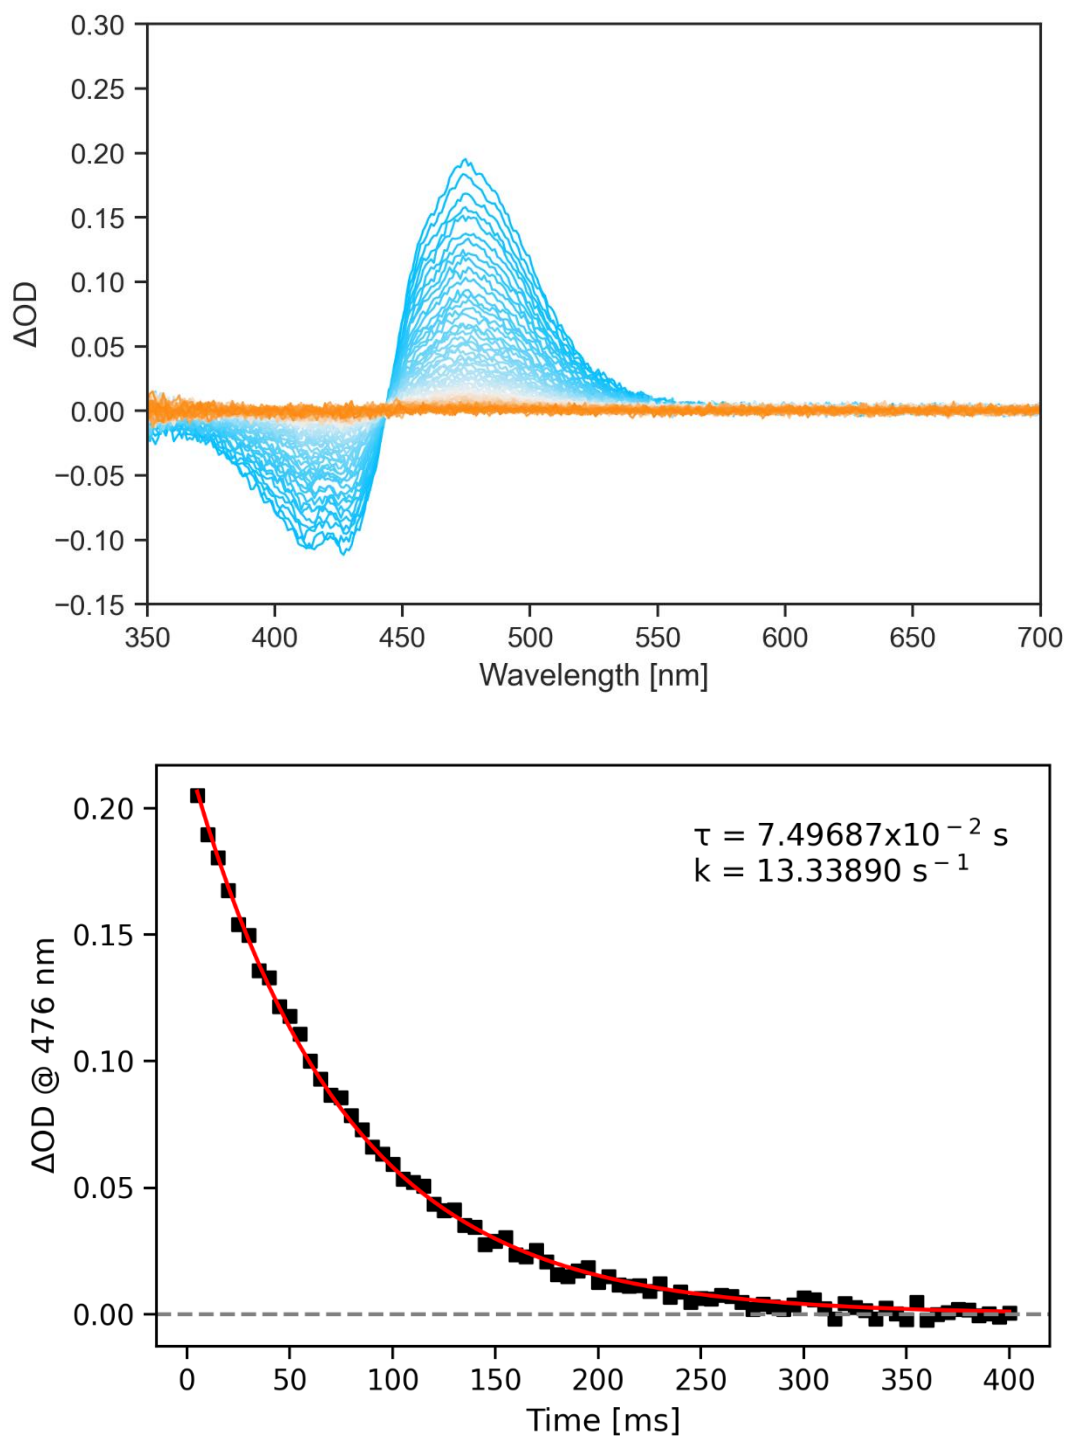 0.30
0.25
0.20
0.15
0.10
0.05
0.00
−0.05
−0.10
−0.15
ΔOD
350 400 450 500 550 600 650 700
Wavelength [nm]
τ = 7.49687x10⁻² s
k = 13.33890 s⁻¹
0.20
0.15
0.10
0.05
0.00
ΔOD @ 476 nm
0 50 100 150 200 250 300 350 400
Time [ms]